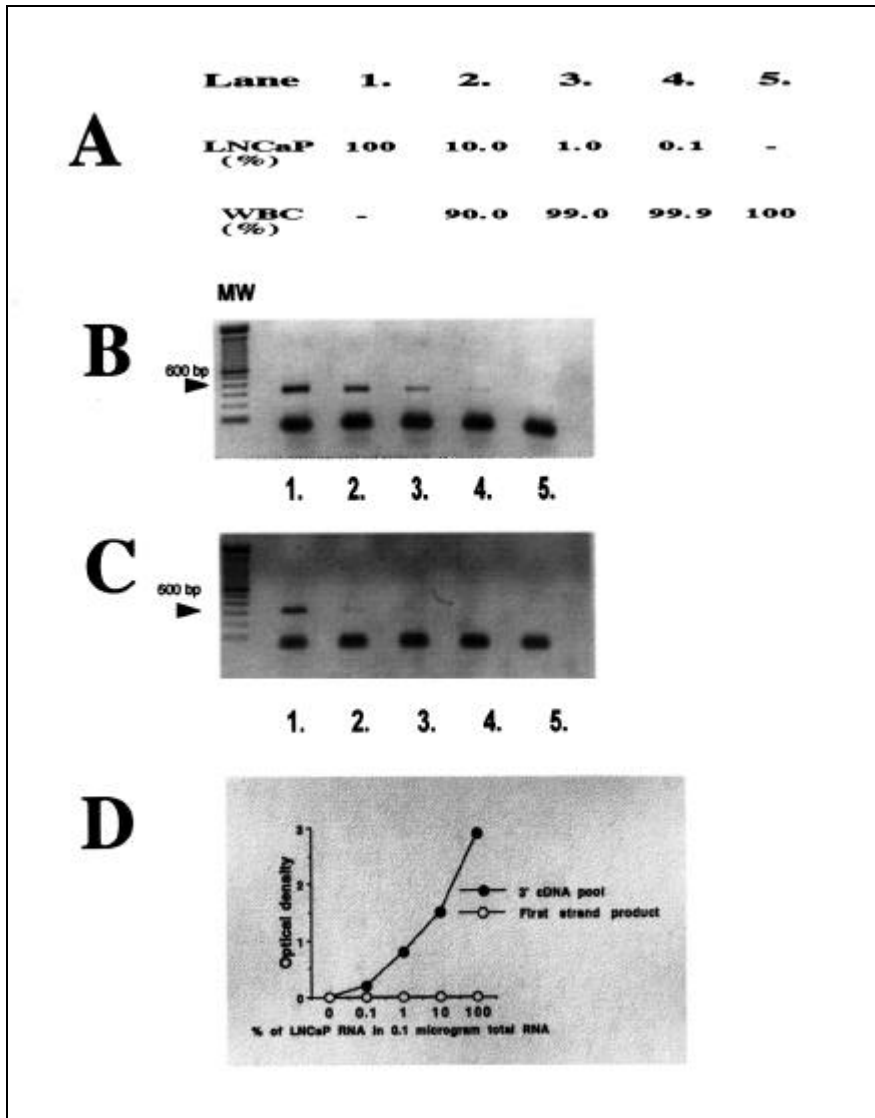 A
Lane 1. 2. 3. 4. 5.
LNCaP 100 10.0 1.0 0.1 -
(%)
WBC - 90.0 99.0 99.9 100
(%)
MW
B
600 bp
1. 2. 3. 4. 5.
C
600 bp
1. 2. 3. 4. 5.
D
Optical density
3
2
1
0
0 0.1 1 10 100
% of LNCaP RNA in 0.1 microgram total RNA
3' cDNA pool
First strand product